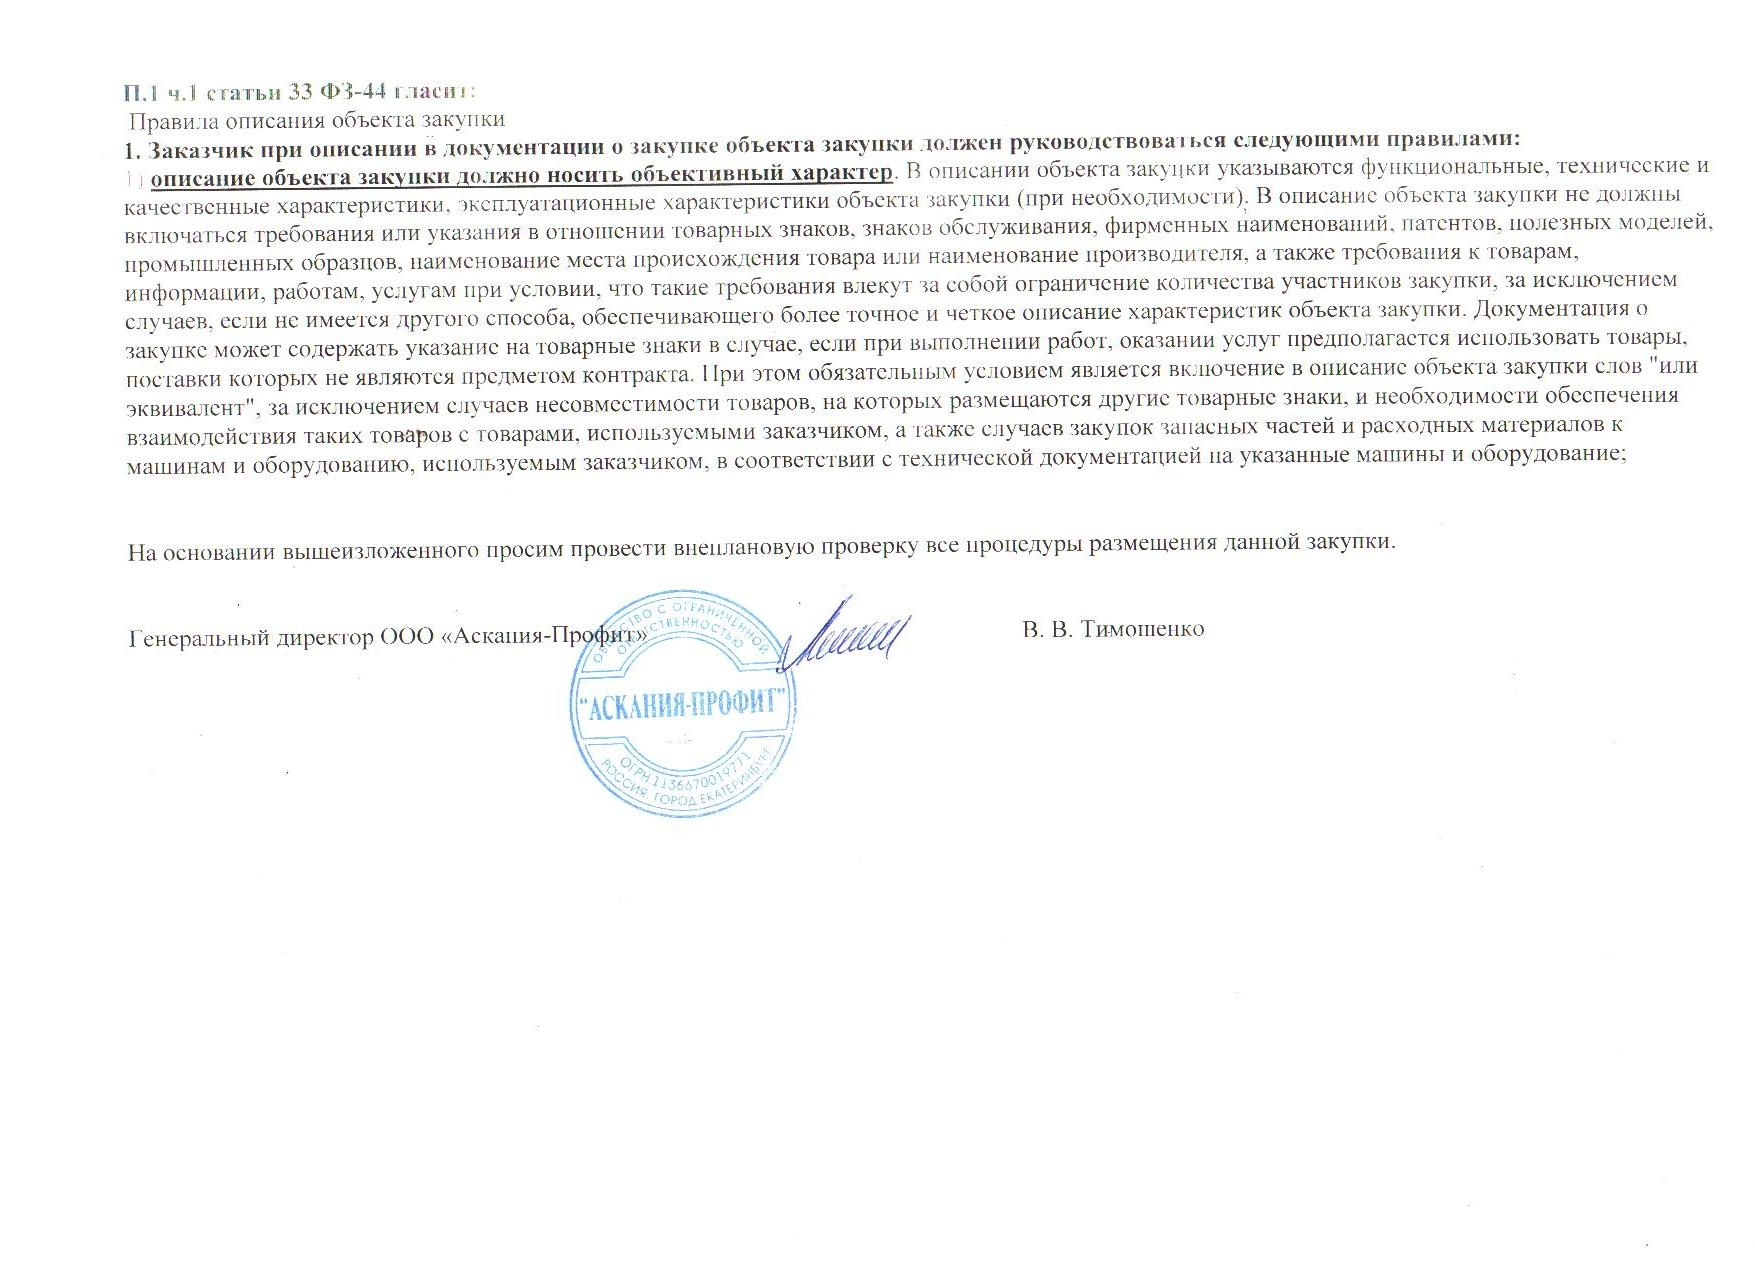 П.1 ч.1 статьи 33 ФЗ-44 гласит:
Правила описания объекта закупки
1. Заказчик при описании в документации о закупке объекта закупки должен руководствоваться следующими правилами:
1) описание объекта закупки должно носить объективный характер. В описании объекта закупки указываются функциональные, технические и
качественные характеристики, эксплуатационные характеристики объекта закупки (при необходимости). В описание объекта закупки не должны
включаться требования или указания в отношении товарных знаков, знаков обслуживания, фирменных наименований, патентов, полезных моделей,
промышленных образцов, наименование места происхождения товара или наименование производителя, а также требования к товарам,
информации, работам, услугам при условии, что такие требования влекут за собой ограничение количества участников закупки, за исключением
случаев, если не имеется другого способа, обеспечивающего более точное и четкое описание характеристик объекта закупки. Документация о
закупке может содержать указание на товарные знаки в случае, если при выполнении работ, оказании услуг предполагается использовать товары,
поставки которых не являются предметом контракта. При этом обязательным условием является включение в описание объекта закупки слов "или
эквивалент", за исключением случаев несовместимости товаров, на которых размещаются другие товарные знаки, и необходимости обеспечения
взаимодействия таких товаров с товарами, используемыми заказчиком, а также случаев закупок запасных частей и расходных материалов к
машинам и оборудованию, используемым заказчиком, в соответствии с технической документацией на указанные машины и оборудование;
На основании вышеизложенного просим провести внеплановую проверку все процедуры размещения данной закупки.
Генеральный директор ООО «Аскания-Профит»
В. В. Тимошенко
ОБЩЕСТВО С ОГРАНИЧЕННОЙ
ОТВЕТСТВЕННОСТЬЮ
"АСКАНИЯ-ПРОФИТ"
ОГРН 1136670019771
РОССИЯ, ГОРОД ЕКАТЕРИНБУРГ